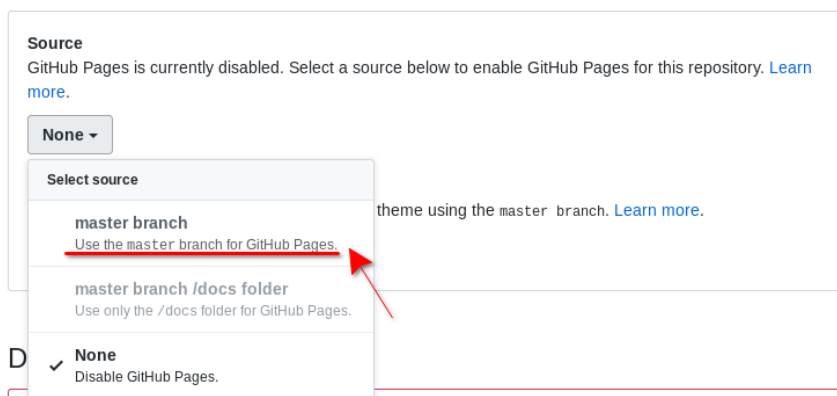 Source
GitHub Pages is currently disabled. Select a source below to enable GitHub Pages for this repository. Learn
more.
None
Select source
theme using the master branch. Learn more.
master branch
Use the master branch for GitHub Pages.
master branch /docs folder
Use only the /docs folder for GitHub Pages.
None
Disable GitHub Pages.
D